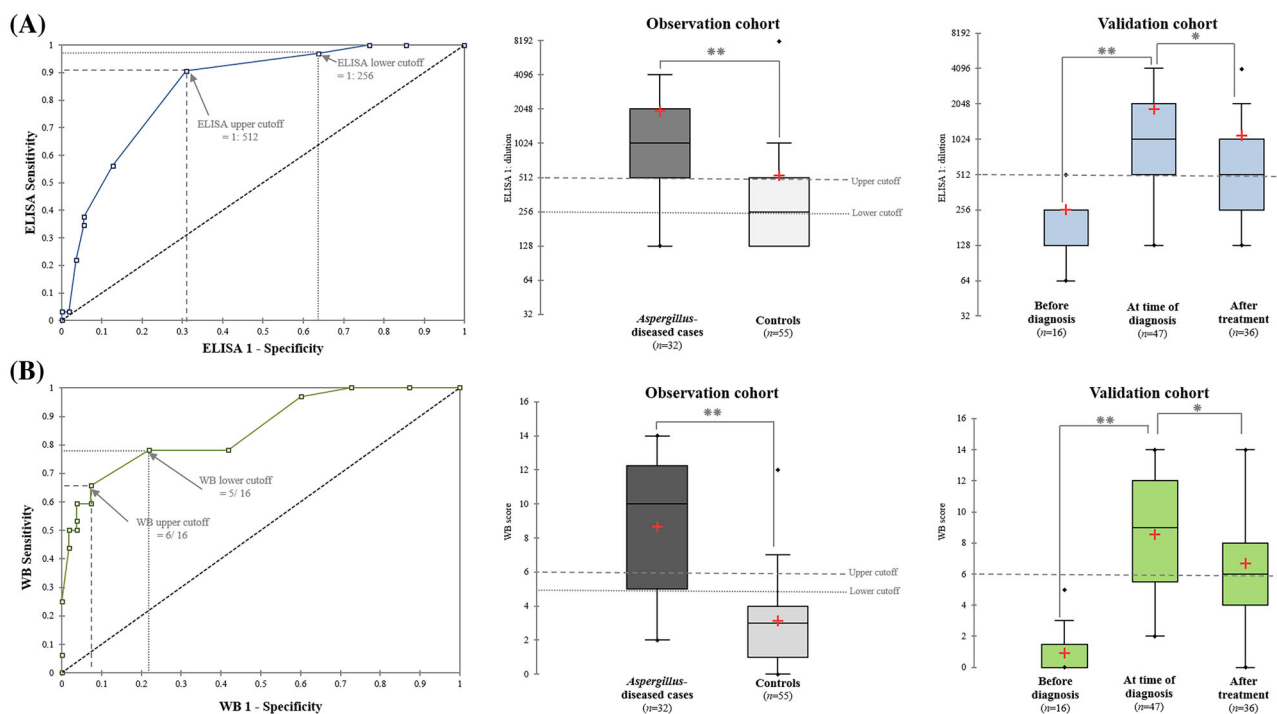 (A)
1
0.9
0.8
0.7
0.6
0.5
0.4
0.3
0.2
0.1
0
ELISA Sensitivity
ELISA lower cutoff
= 1: 256
ELISA upper cutoff
= 1: 512
0 0.1 0.2 0.3 0.4 0.5 0.6 0.7 0.8 0.9 1
ELISA 1 - Specificity
Observation cohort
8192
4096
2048
1024
512
256
128
64
32
ELISA 1: dilution
**
Upper cutoff
Lower cutoff
Aspergillus- Controls
diseased cases (n=55)
(n=32)
Validation cohort
8192
4096
2048
1024
512
256
128
64
32
ELISA 1: dilution
** *
Before At time of After
diagnosis diagnosis treatment
(n=16) (n=47) (n=36)
(B)
1
0.9
0.8
0.7
0.6
0.5
0.4
0.3
0.2
0.1
0
WB Sensitivity
WB lower cutoff
= 5/ 16
WB upper cutoff
= 6/ 16
0 0.1 0.2 0.3 0.4 0.5 0.6 0.7 0.8 0.9 1
WB 1 - Specificity
Observation cohort
16
14
12
10
8
6
4
2
0
WB score
**
Upper cutoff
Lower cutoff
Aspergillus- Controls
diseased cases (n=55)
(n=32)
Validation cohort
16
14
12
10
8
6
4
2
0
WB score
** *
Before At time of After
diagnosis diagnosis treatment
(n=16) (n=47) (n=36)